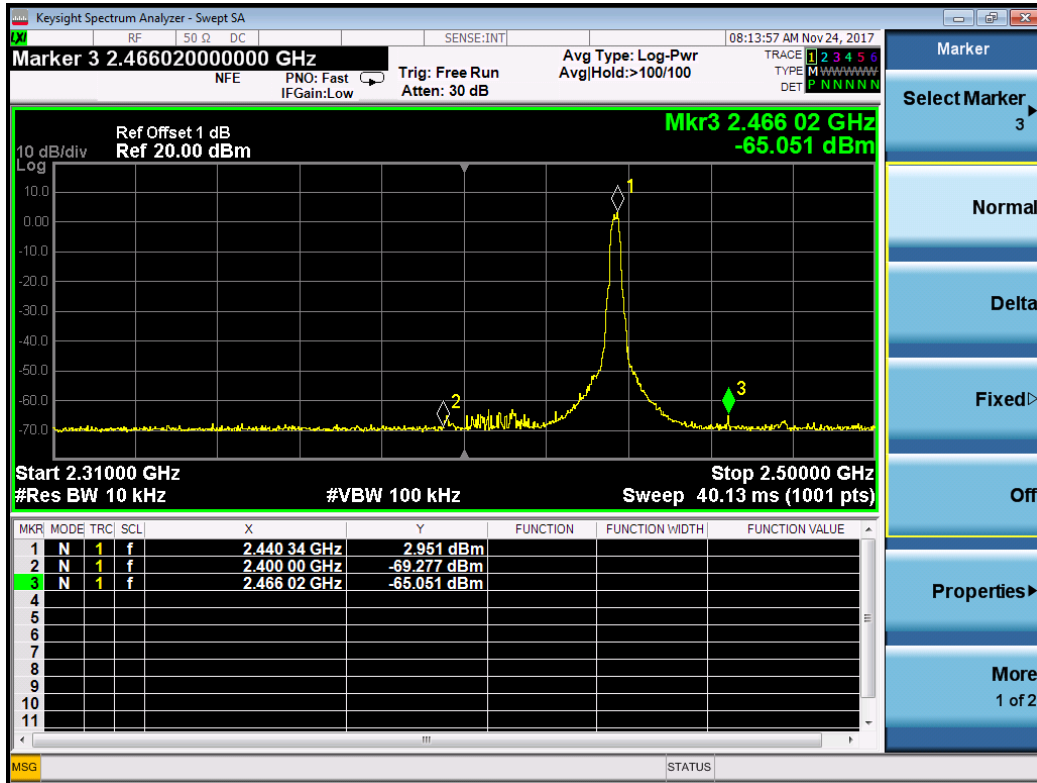 Keysight Spectrum Analyzer - Swept SA
LXI RF 50 Ω DC SENSE:INT 08:13:57 AM Nov 24, 2017
Marker 3 2.466020000000 GHz
NFE
PNO: Fast
IFGain:Low
Trig: Free Run
Atten: 30 dB
Avg Type: Log-Pwr
Avg|Hold:>100/100
TRACE 1 2 3 4 5 6
TYPE M WWWWW
DET P N N N N N
Mkr3 2.466 02 GHz
-65.051 dBm
Ref Offset 1 dB
10 dB/div Ref 20.00 dBm
Log
10.0
0.00
-10.0
-20.0
-30.0
-40.0
-50.0
-60.0
-70.0
1
2
3
Start 2.31000 GHz Stop 2.50000 GHz
#Res BW 10 kHz #VBW 100 kHz Sweep 40.13 ms (1001 pts)
MKR MODE TRC SCL X Y FUNCTION FUNCTION WIDTH FUNCTION VALUE
1 N 1 f 2.440 34 GHz 2.951 dBm
2 N 1 f 2.400 00 GHz -69.277 dBm
3 N 1 f 2.466 02 GHz -65.051 dBm
4
5
6
7
8
9
10
11
MSG STATUS
Marker
Select Marker
3
Normal
Delta
Fixed
Off
Properties
More
1 of 2